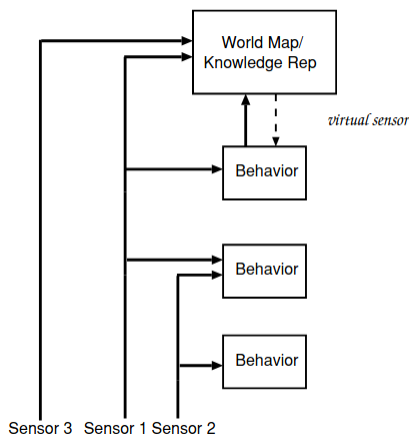 World Map/
Knowledge Rep
virtual sensor
Behavior
Behavior
Behavior
Sensor 3 Sensor 1 Sensor 2